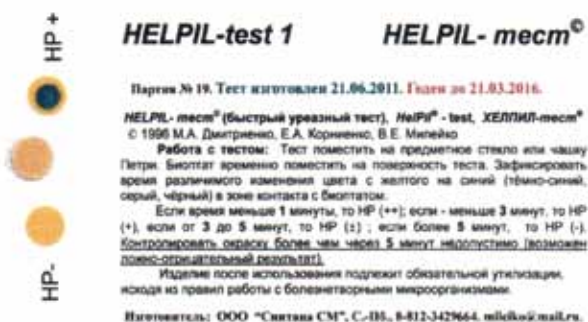 HP +
HP-
HELPIL-test 1 HELPIL- тест©
Партия № 19. Тест изготовлен 21.06.2011. Годен до 21.03.2016.
HELPIL- тест® (быстрый уреазный тест), HelPil® - test, ХЕЛПИЛ-тест®
© 1996 М.А. Дмитриенко, Е.А. Корниенко, В.Е. Милейко
Работа с тестом: Тест поместить на предметное стекло или чашку
Петри. Биоптат временно поместить на поверхность теста. Зафиксировать
время различимого изменения цвета с желтого на синий (тёмно-синий,
серый, чёрный) в зоне контакта с биоптатом.
Если время меньше 1 минуты, то HP (++); если - меньше 3 минут, то HP
(+), если от 3 до 5 минут, то HP (±) ; если более 5 минут, то HP (-).
Контролировать окраску более чем через 5 минут недопустимо (возможен
ложно-отрицательный результат).
Изделие после использования подлежит обязательной утилизации,
исходя из правил работы с болезнетворными микроорганизмами.
Изготовитель: ООО "Синтана СМ", С.-Пб., 8-812-3429664, mileiko@mail.ru